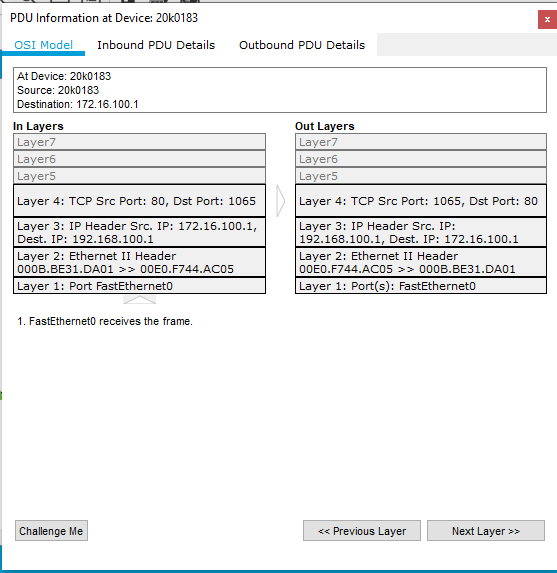 PDU Information at Device: 20k0183
x
OSI Model
Inbound PDU Details
Outbound PDU Details
At Device: 20k0183
Source: 20k0183
Destination: 172.16.100.1
In Layers
Layer7
Layer6
Layer5
Layer 4: TCP Src Port: 80, Dst Port: 1065
Layer 3: IP Header Src. IP: 172.16.100.1,
Dest. IP: 192.168.100.1
Layer 2: Ethernet II Header
000B.BE31.DA01 >> 00E0.F744.AC05
Layer 1: Port FastEthernet0
Out Layers
Layer7
Layer6
Layer5
Layer 4: TCP Src Port: 1065, Dst Port: 80
Layer 3: IP Header Src. IP:
192.168.100.1, Dest. IP: 172.16.100.1
Layer 2: Ethernet II Header
00E0.F744.AC05 >> 000B.BE31.DA01
Layer 1: Port(s): FastEthernet0
1. FastEthernet0 receives the frame.
Challenge Me
<< Previous Layer
Next Layer >>